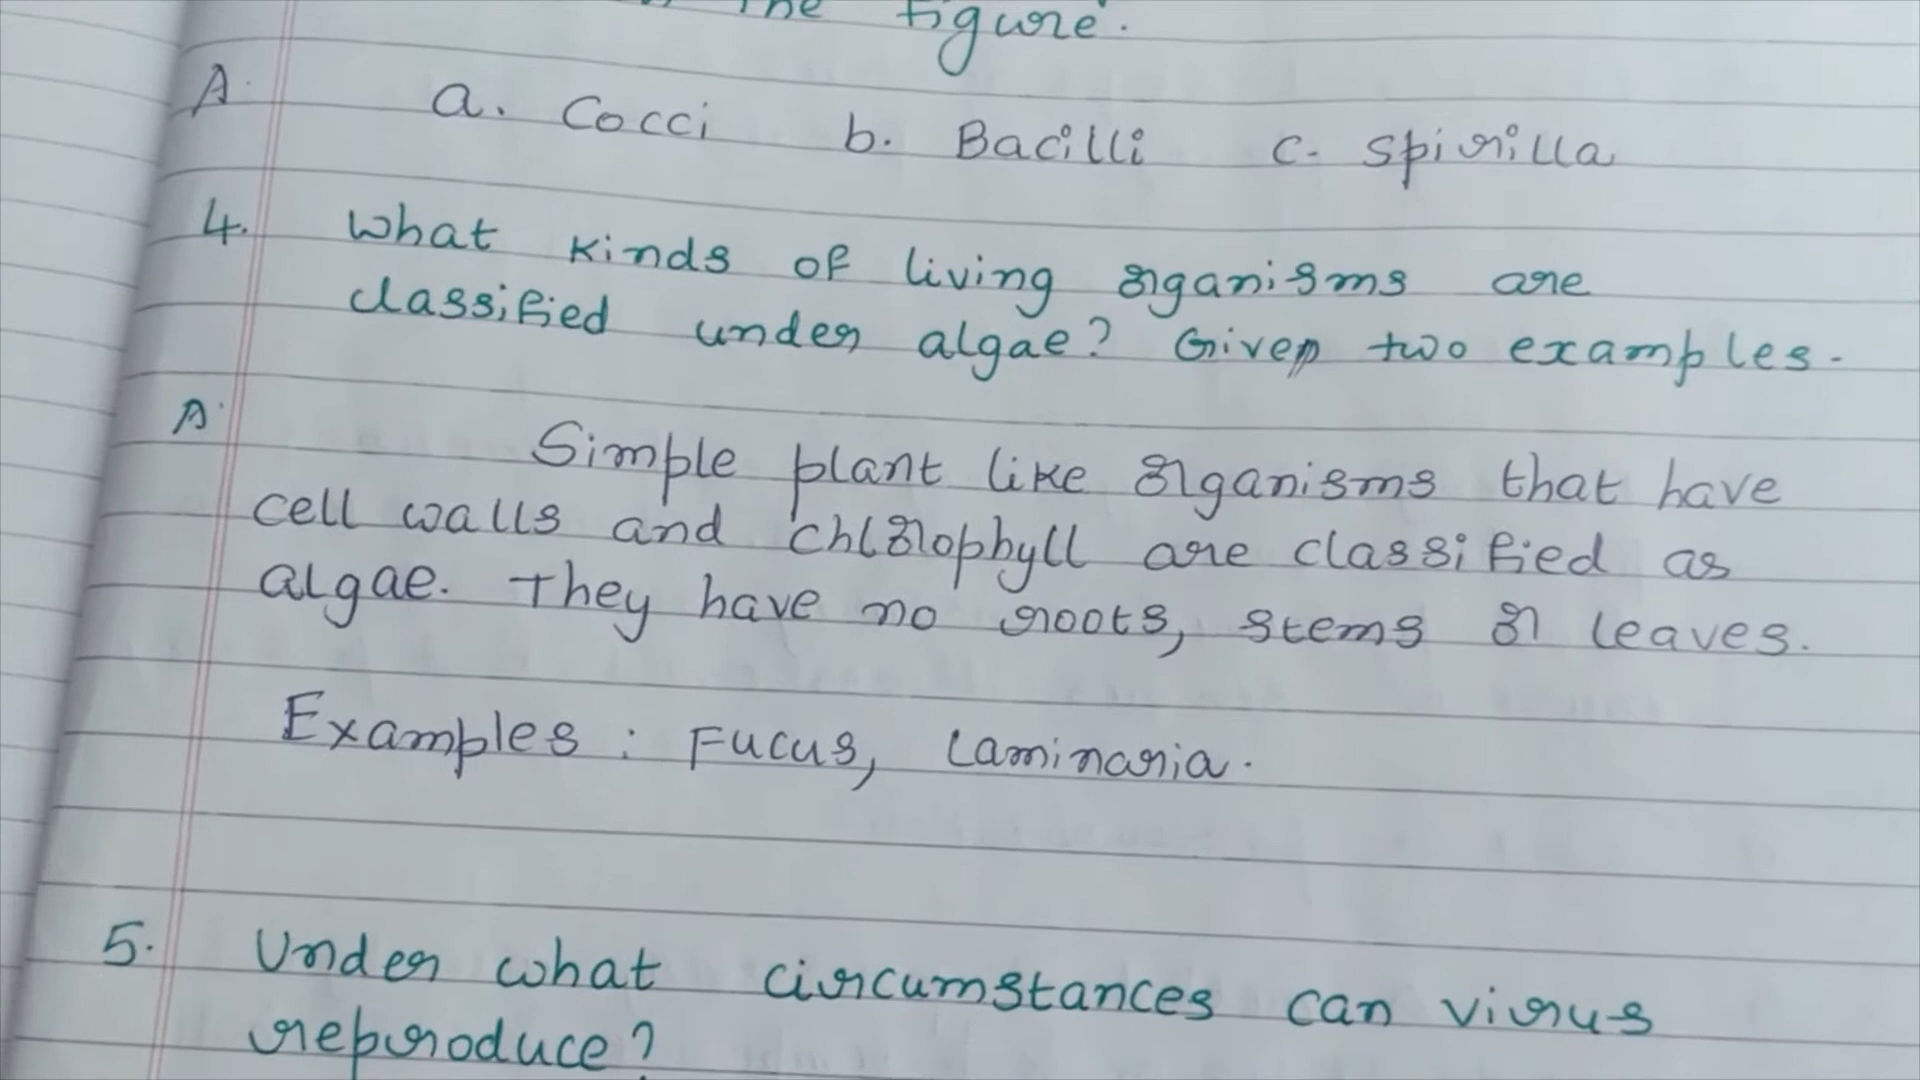 the figure.
A. a. Cocci b. Bacilli c. Spirilla
4. What kinds of living organisms are
classified under algae? Given two examples.
A. Simple plant like organisms that have
cell walls and chlorophyll are classified as
algae. They have no roots, stems or leaves.
Examples : Fucus, Laminaria.
5. Under what circumstances can virus
reproduce?